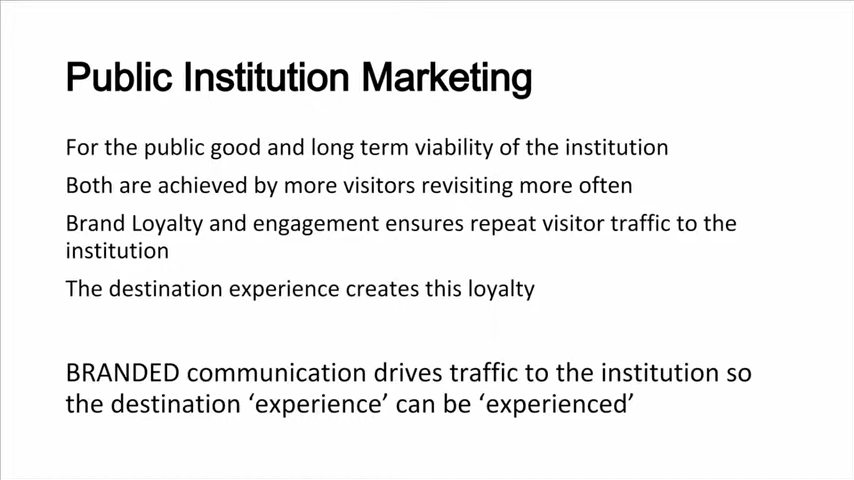 Public Institution Marketing
For the public good and long term viability of the institution
Both are achieved by more visitors revisiting more often
Brand Loyalty and engagement ensures repeat visitor traffic to the
institution
The destination experience creates this loyalty
BRANDED communication drives traffic to the institution so
the destination ‘experience’ can be ‘experienced’